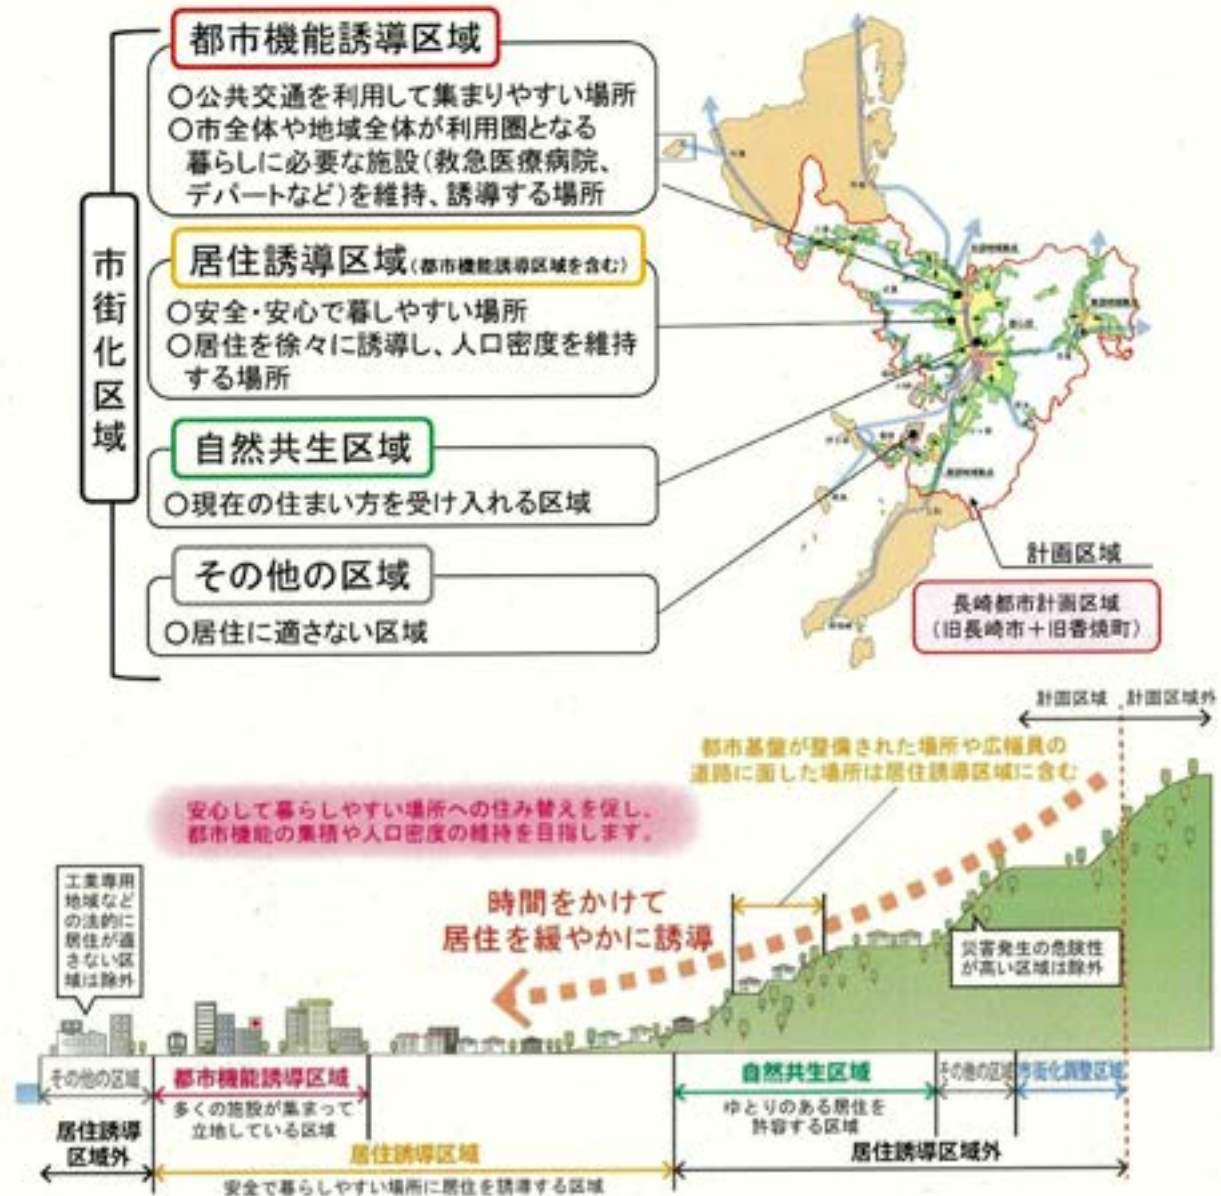 都市機能誘導区域
○公共交通を利用して集まりやすい場所
○市全体や地域全体が利用圏となる
暮らしに必要な施設(救急医療病院、
デパートなど)を維持、誘導する場所
市街化区域
居住誘導区域(都市機能誘導区域を含む)
○安全・安心で暮しやすい場所
○居住を徐々に誘導し、人口密度を維持
する場所
自然共生区域
○現在の住まい方を受け入れる区域
その他の区域
○居住に適さない区域
計画区域
長崎都市計画区域
(旧長崎市+旧香焼町)
計画区域
計画区域外
都市基盤が整備された場所や広幅員の
道路に面した場所は居住誘導区域に含む
安心して暮らしやすい場所への住み替えを促し、
都市機能の集積や人口密度の維持を目指します。
工業専用
地域など
の法的に
居住が適
さない区
域は除外
時間をかけて
居住を緩やかに誘導
災害発生の危険性
が高い区域は除外
その他の区域
都市機能誘導区域
自然共生区域
その他の区域
市街化調整区域
多くの施設が集まって
立地している区域
ゆとりのある居住を
許容する区域
居住誘導
区域外
居住誘導区域
居住誘導区域外
安全で暮らしやすい場所に居住を誘導する区域